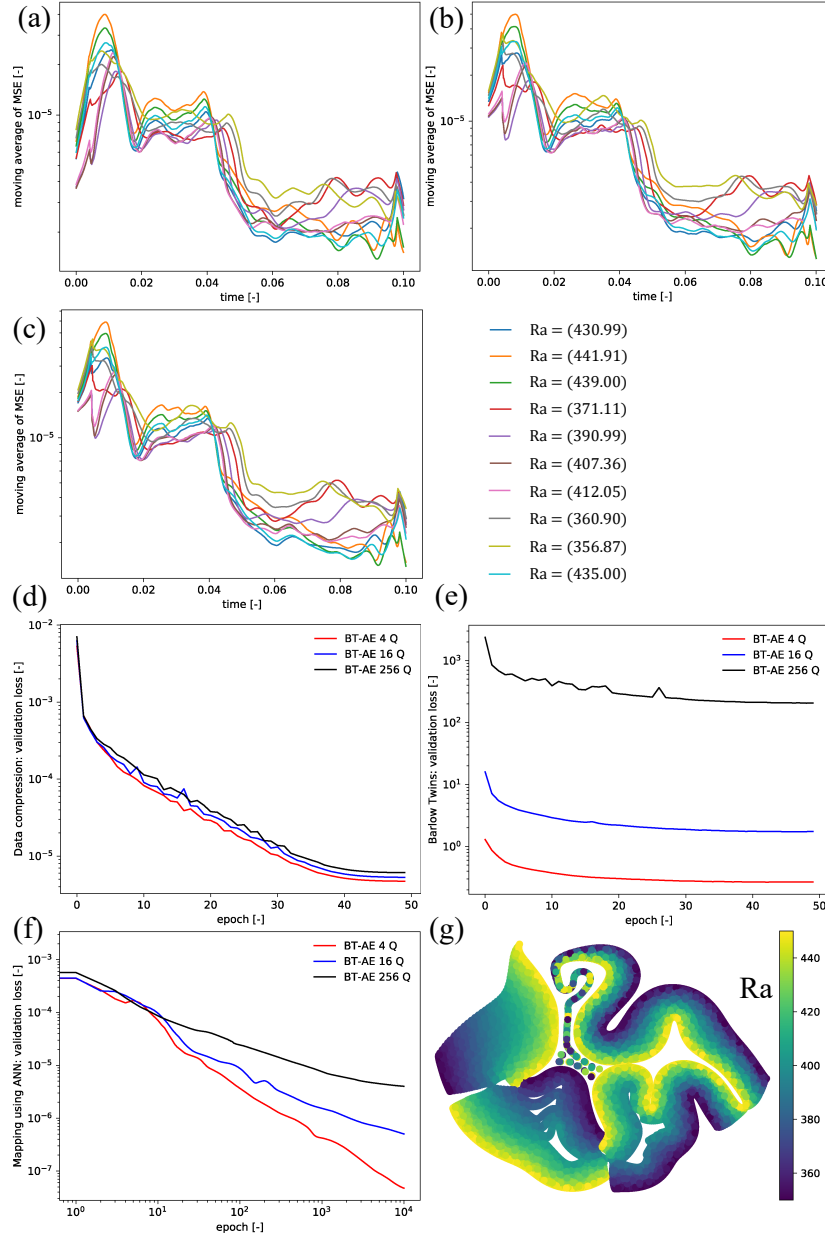 (a)
moving average of MSE [-]
10⁻⁵
0.00 0.02 0.04 0.06 0.08 0.10
time [-]
(b)
moving average of MSE [-]
10⁻⁵
0.00 0.02 0.04 0.06 0.08 0.10
time [-]
(c)
moving average of MSE [-]
10⁻⁵
0.00 0.02 0.04 0.06 0.08 0.10
time [-]
Ra = (430.99)
Ra = (441.91)
Ra = (439.00)
Ra = (371.11)
Ra = (390.99)
Ra = (407.36)
Ra = (412.05)
Ra = (360.90)
Ra = (356.87)
Ra = (435.00)
(d)
Data compression: validation loss [-]
10⁻²
10⁻³
10⁻⁴
10⁻⁵
BT-AE 4 Q
BT-AE 16 Q
BT-AE 256 Q
0 10 20 30 40 50
epoch [-]
(e)
Barlow Twins: validation loss [-]
10³
10²
10¹
10⁰
BT-AE 4 Q
BT-AE 16 Q
BT-AE 256 Q
0 10 20 30 40 50
epoch [-]
(f)
Mapping using ANN: validation loss [-]
10⁻³
10⁻⁴
10⁻⁵
10⁻⁶
10⁻⁷
BT-AE 4 Q
BT-AE 16 Q
BT-AE 256 Q
10⁰ 10¹ 10² 10³ 10⁴
epoch [-]
(g)
Ra
440
420
400
380
360